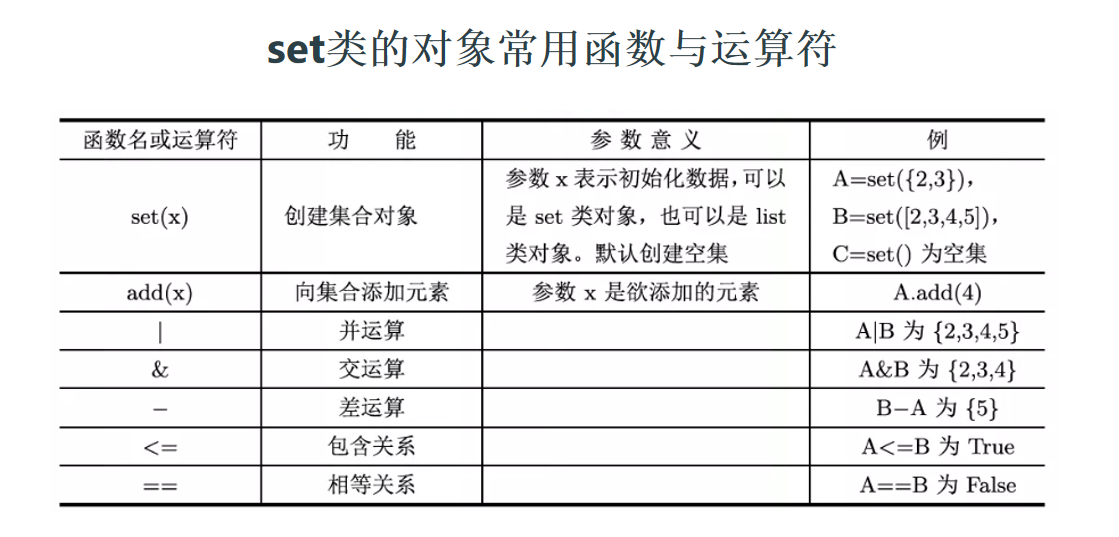 set类的对象常用函数与运算符
函数名或运算符 功 能 参 数 意 义 例
set(x) 创建集合对象 参数 x 表示初始化数据，可以 A=set({2,3})，
是 set 类对象，也可以是 list B=set([2,3,4,5])，
类对象。默认创建空集 C=set() 为空集
add(x) 向集合添加元素 参数 x 是欲添加的元素 A.add(4)
| 并运算 A|B 为 {2,3,4,5}
& 交运算 A&B 为 {2,3,4}
− 差运算 B−A 为 {5}
<= 包含关系 A<=B 为 True
== 相等关系 A==B 为 False